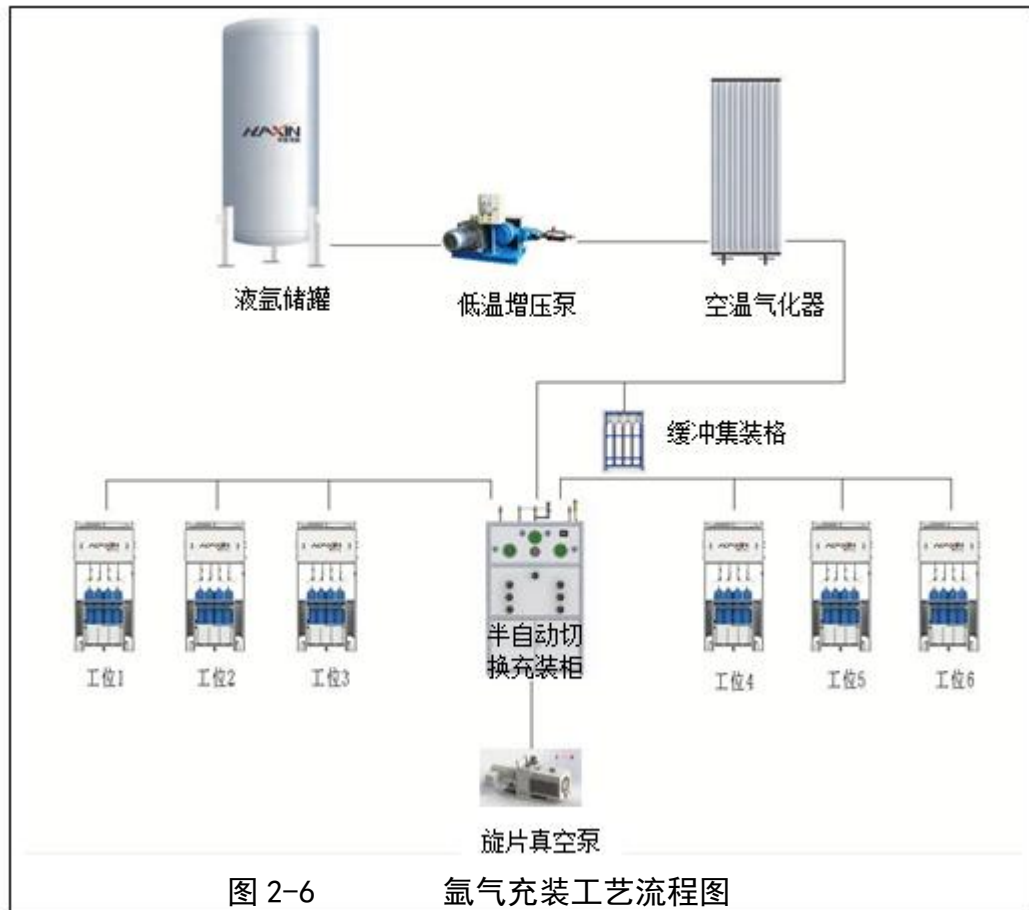 HAXIN
液氩储罐
低温增压泵
空温气化器
缓冲集装格
半自动切
换充装柜
工位1
工位2
工位3
工位4
工位5
工位6
旋片真空泵
图 2-6 氩气充装工艺流程图